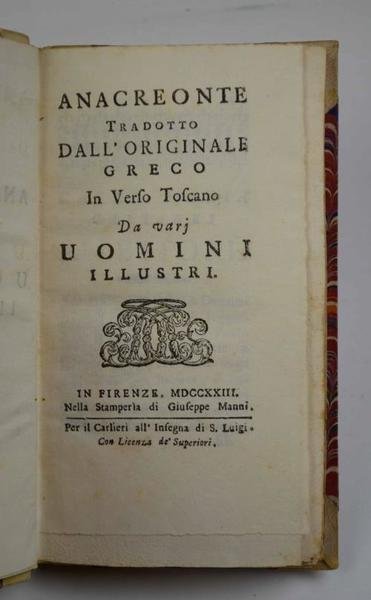 ANACREONTE
TRADOTTO
DALL' ORIGINALE
GRECO
In Verſo Toſcano
Da varj
UOMINI
ILLUSTRI.
IN FIRENZE. MDCCXXIII.
Nella Stamperìa di Giuseppe Manni.
Per il Carlieri all' Inſegna di S. Luigi.
Con Licenza de' Superiori.